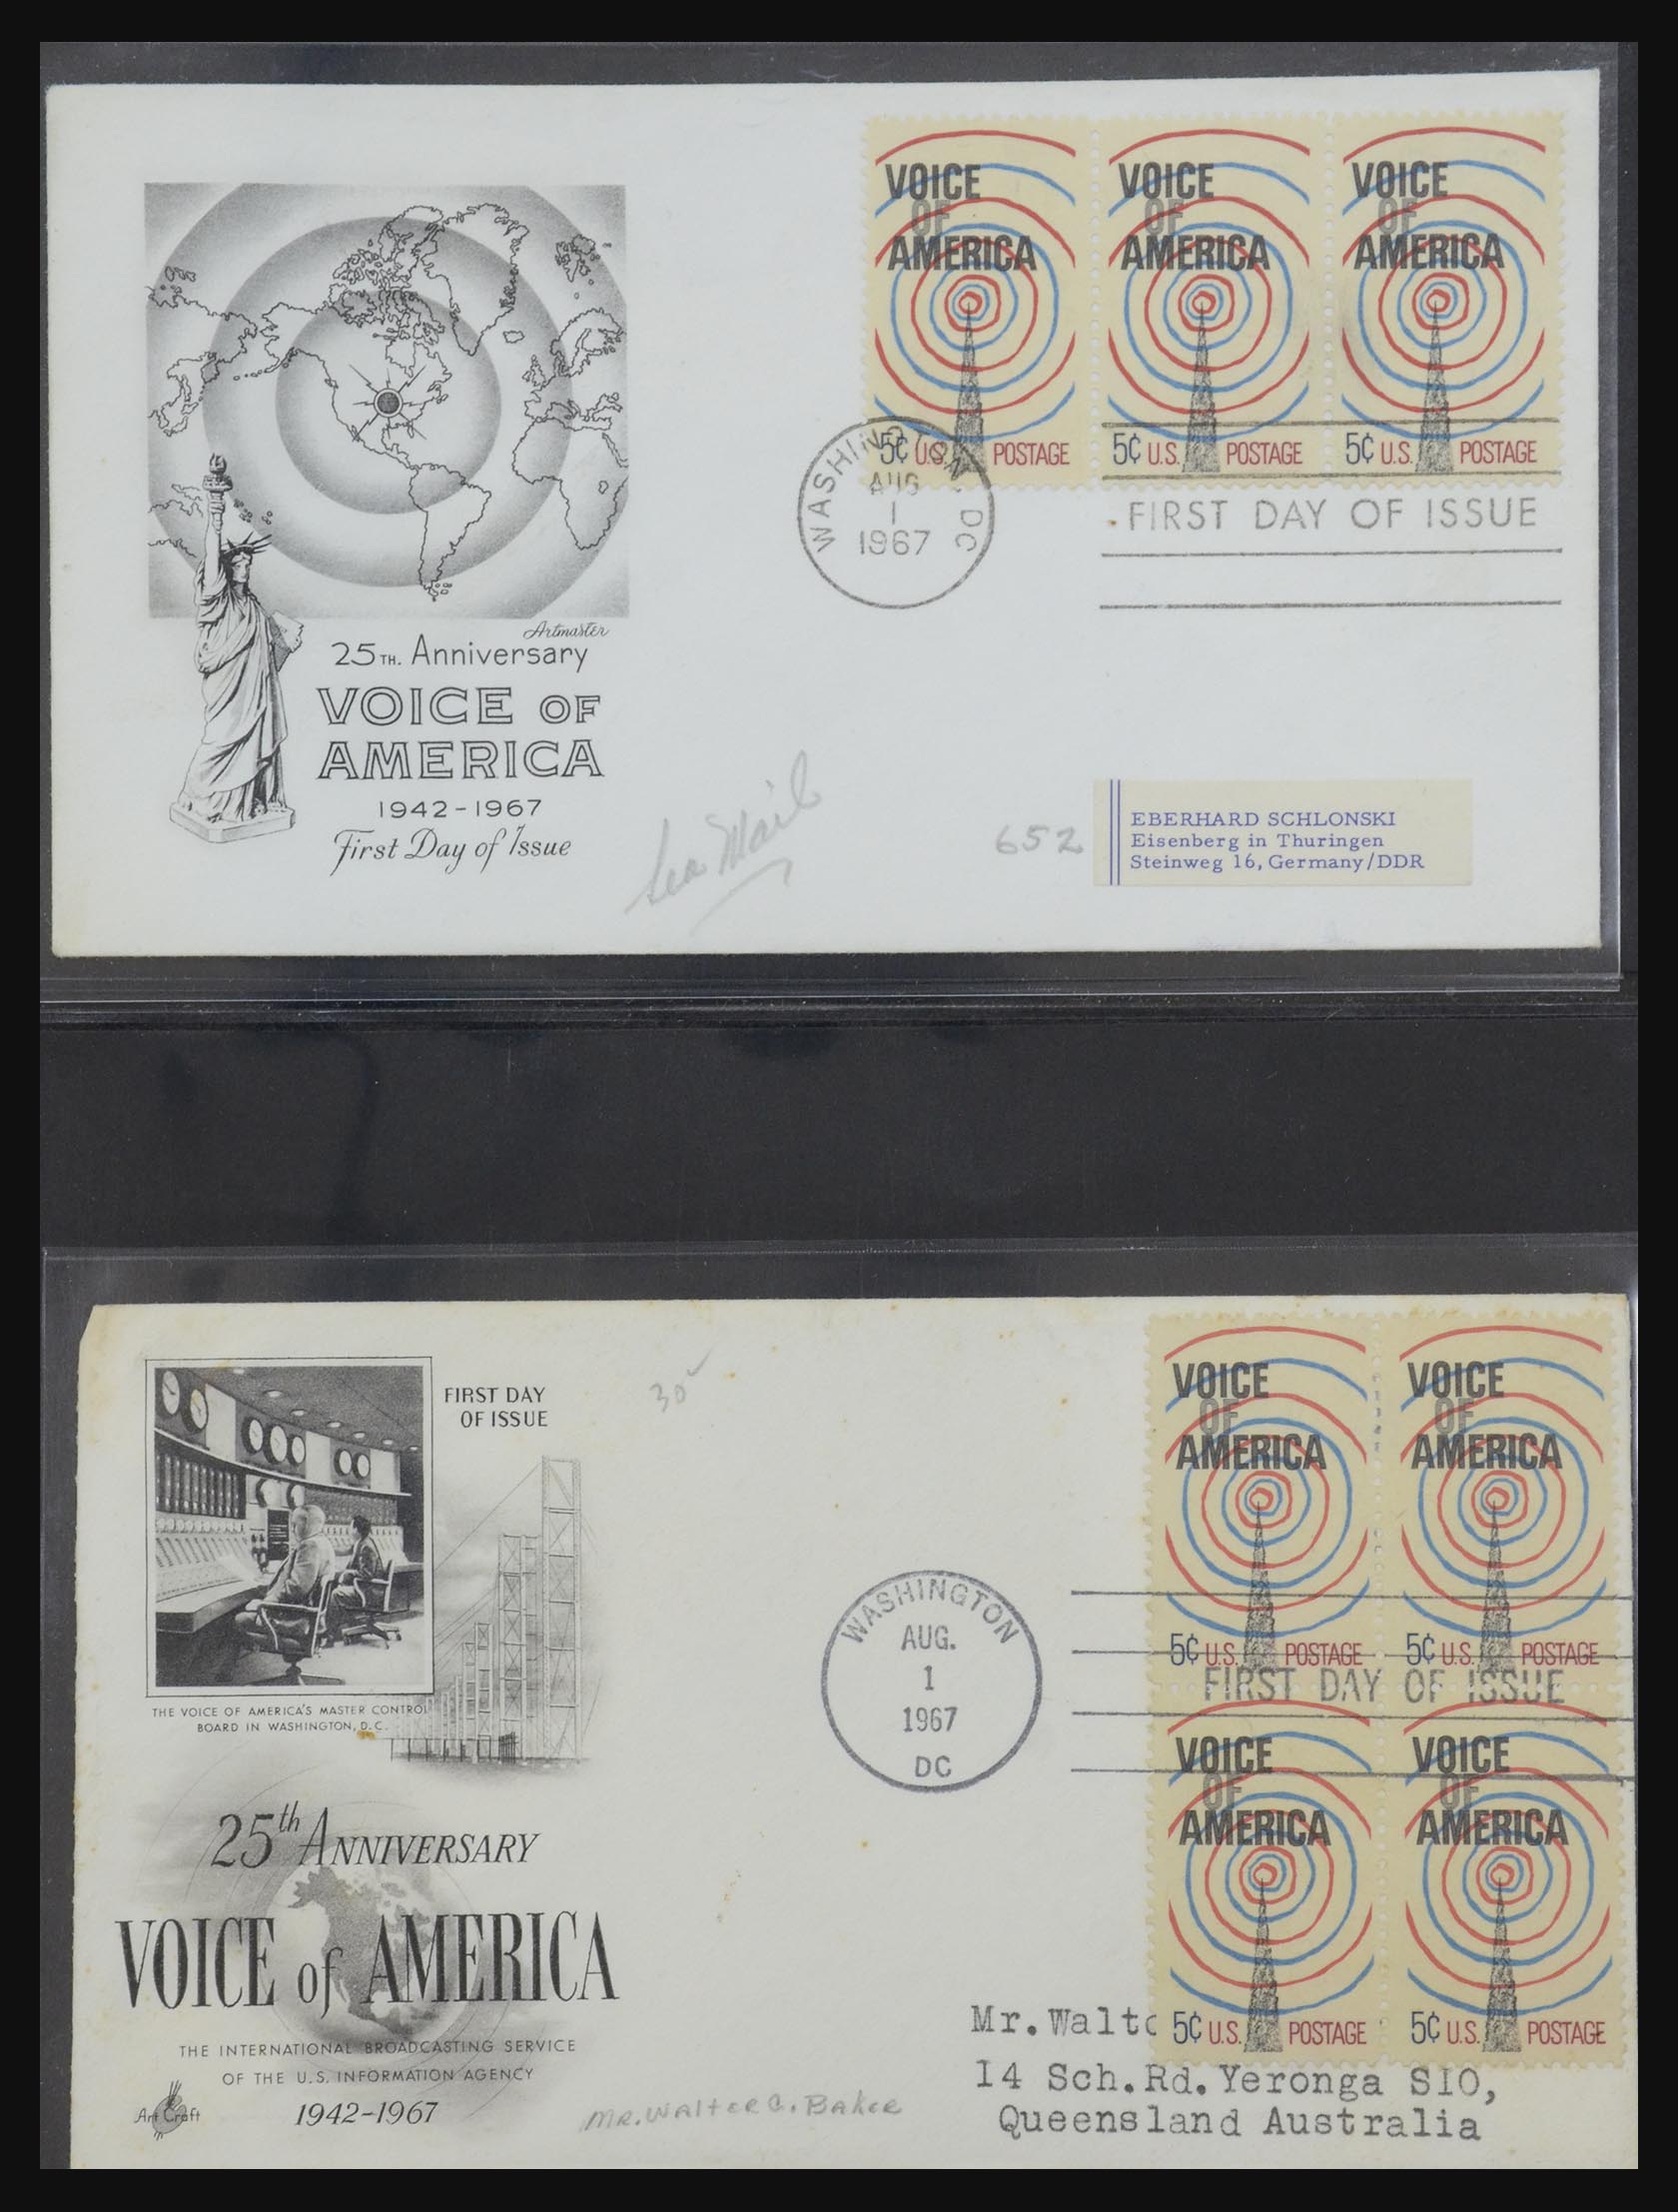 VOICE
OF
AMERICA
5¢ U.S. POSTAGE
VOICE
OF
AMERICA
5¢ U.S. POSTAGE
VOICE
OF
AMERICA
5¢ U.S. POSTAGE
WASHINGTON, DC
AUG
1
1967
FIRST DAY OF ISSUE
Artmaster
25TH. Anniversary
VOICE OF
AMERICA
1942-1967
First Day of Issue
Sea Mail
652
EBERHARD SCHLONSKI
Eisenberg in Thuringen
Steinweg 16, Germany/DDR
FIRST DAY
OF ISSUE
30
THE VOICE OF AMERICA'S MASTER CONTROL
BOARD IN WASHINGTON, D.C.
25th ANNIVERSARY
VOICE of AMERICA
THE INTERNATIONAL BROADCASTING SERVICE
OF THE U.S. INFORMATION AGENCY
1942-1967
Art Craft
WASHINGTON
AUG.
1
1967
DC
VOICE
OF
AMERICA
5¢ U.S. POSTAGE
VOICE
OF
AMERICA
5¢ U.S. POSTAGE
FIRST DAY OF ISSUE
VOICE
OF
AMERICA
5¢ U.S. POSTAGE
VOICE
OF
AMERICA
5¢ U.S. POSTAGE
MR. WALTER C. BAKER
Mr. Walt
14 Sch.Rd. Yeronga SIO,
Queensland Australia